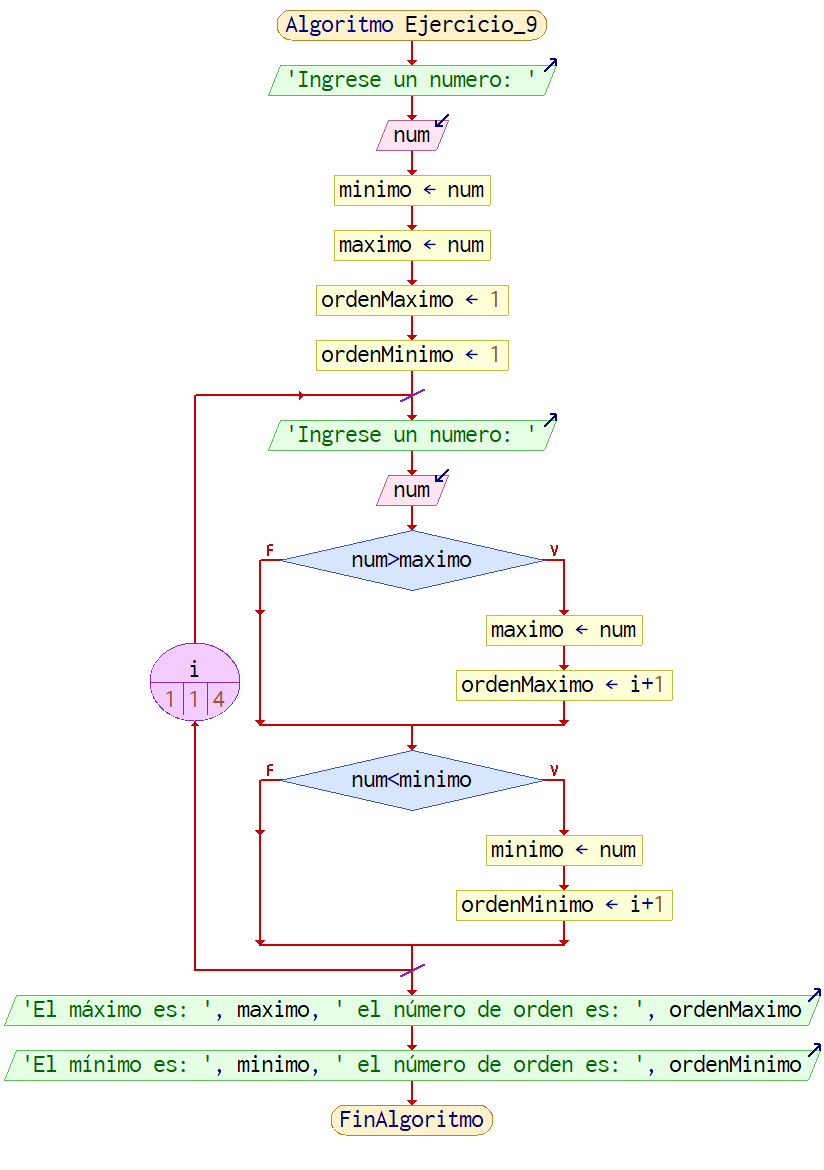 Algoritmo Ejercicio_9
'Ingrese un numero: '
num
minimo ← num
maximo ← num
ordenMaximo ← 1
ordenMinimo ← 1
'Ingrese un numero: '
num
F
V
num>maximo
maximo ← num
i
ordenMaximo ← i+1
1 1 4
F
V
num<minimo
minimo ← num
ordenMinimo ← i+1
'El máximo es: ', maximo, ' el número de orden es: ', ordenMaximo
'El mínimo es: ', minimo, ' el número de orden es: ', ordenMinimo
FinAlgoritmo